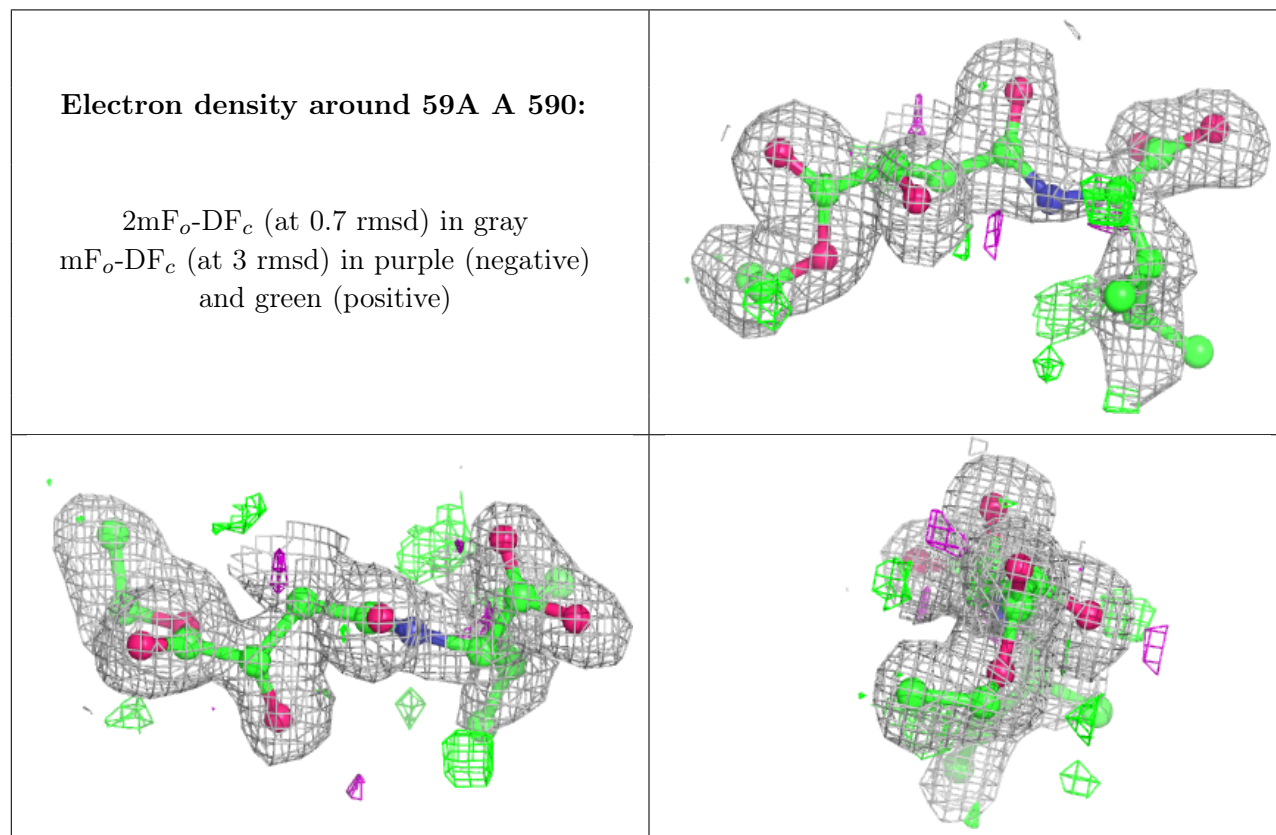 Electron density around 59A A 590:
2mFₒ-DF𝒸 (at 0.7 rmsd) in gray
mFₒ-DF𝒸 (at 3 rmsd) in purple (negative)
and green (positive)